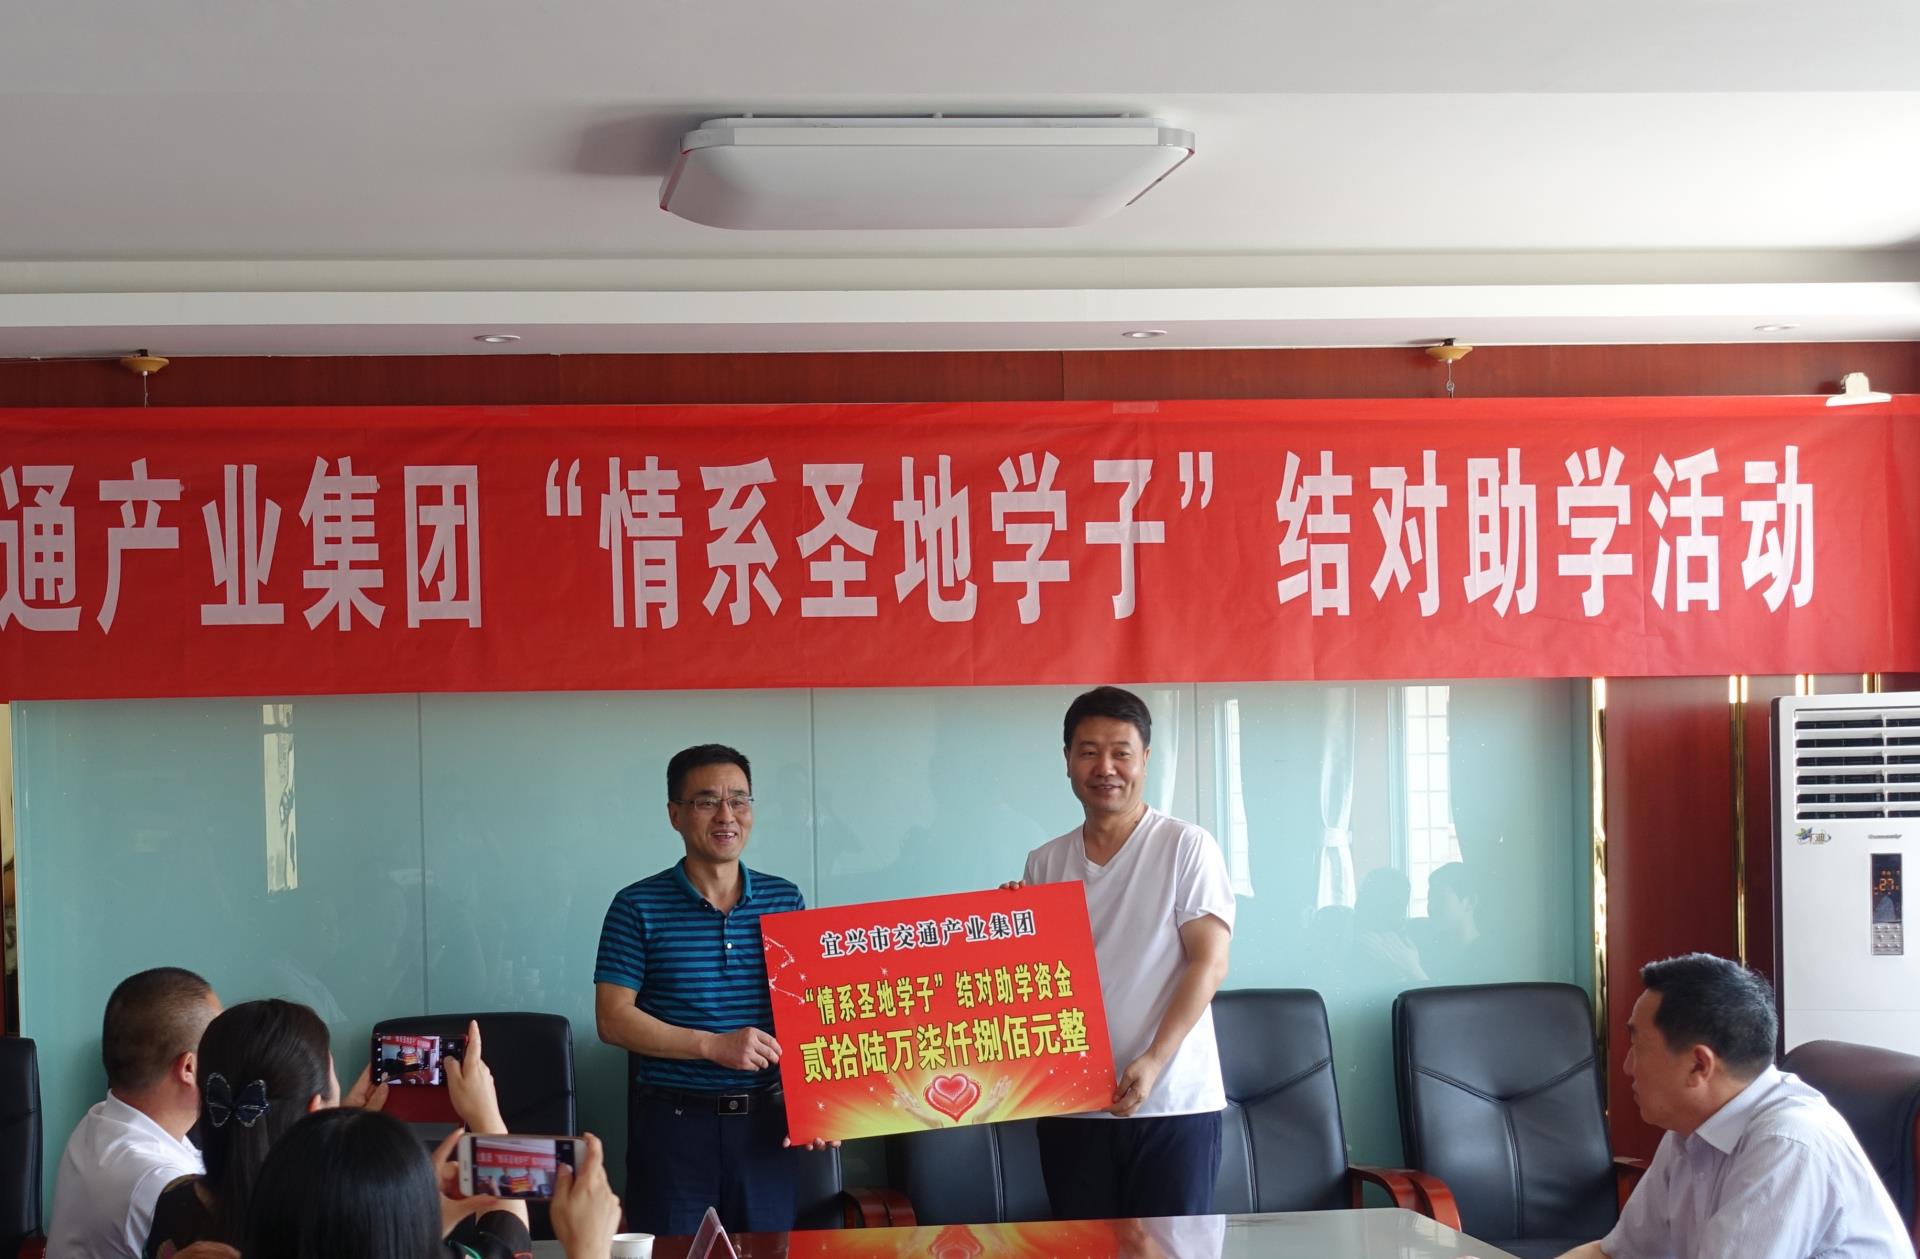 通产业集团 “情系圣地学子” 结对助学活动
宜兴市交通产业集团
“情系圣地学子” 结对助学资金
贰拾陆万柒仟捌佰元整
27